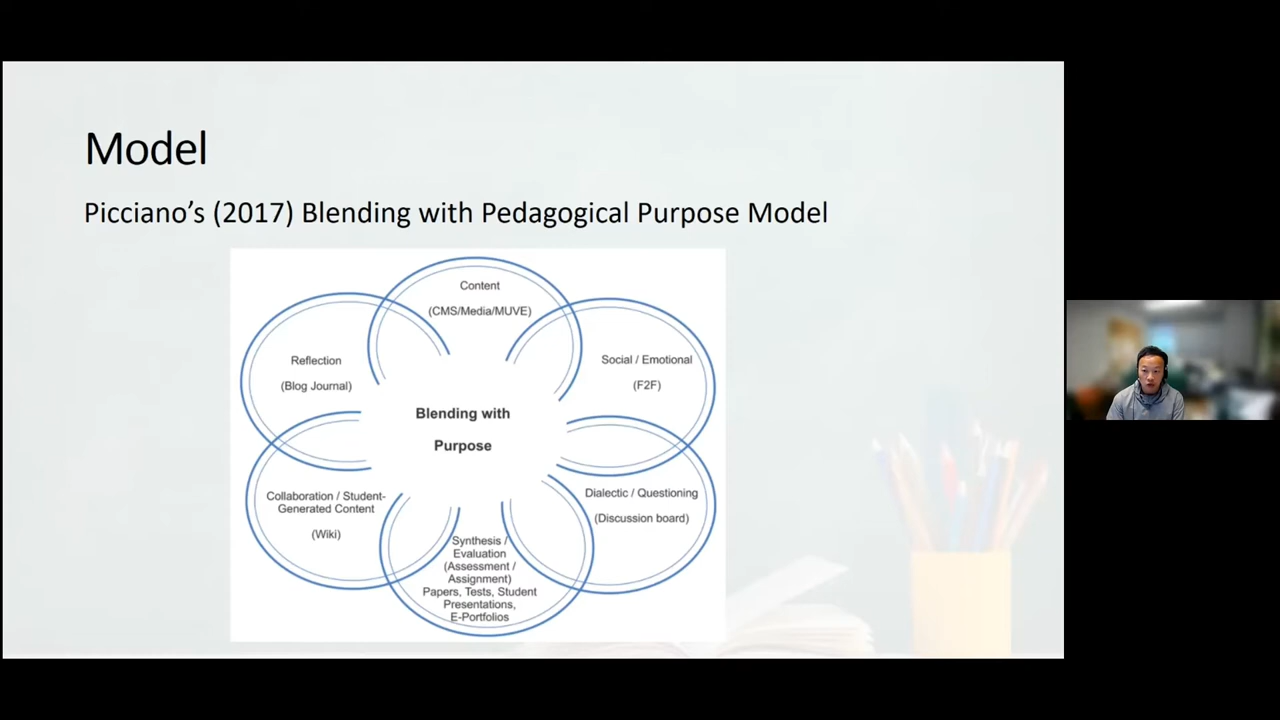 Model
Picciano’s (2017) Blending with Pedagogical Purpose Model
Content
(CMS/Media/MUVE)
Reflection
(Blog Journal)
Social / Emotional
(F2F)
Blending with
Purpose
Collaboration / Student-
Generated Content
(Wiki)
Dialectic / Questioning
(Discussion board)
Synthesis /
Evaluation
(Assessment /
Assignment)
Papers, Tests, Student
Presentations,
E-Portfolios